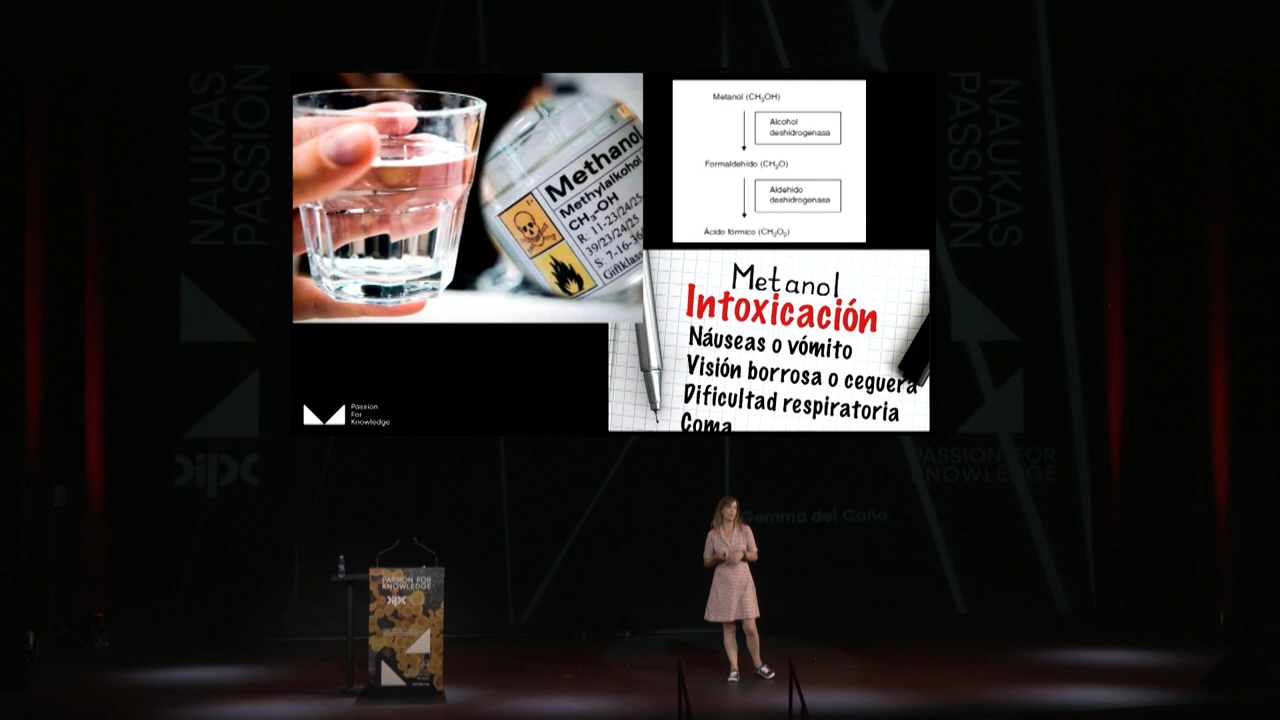 NAUKAS
PASSION
Methanol
Methylalkohol
CH₃-OH
R: 11-23/24/25
39/23/24/25
S: 7-16-36
Giftklass
Metanol (CH₃OH)
Alcohol
deshidrogenasa
Formaldehído (CH₂O)
Aldehído
deshidrogenasa
Ácido fórmico (CH₂O₂)
Metanol
Intoxicación
Náuseas o vómito
Visión borrosa o ceguera
Dificultad respiratoria
Coma
Passion
For
Knowledge
NAUKAS
PASSION
dipc
PASSION FOR
KNOWLEDGE
Gemma del Caño
PASSION FOR
KNOWLEDGE
dipc